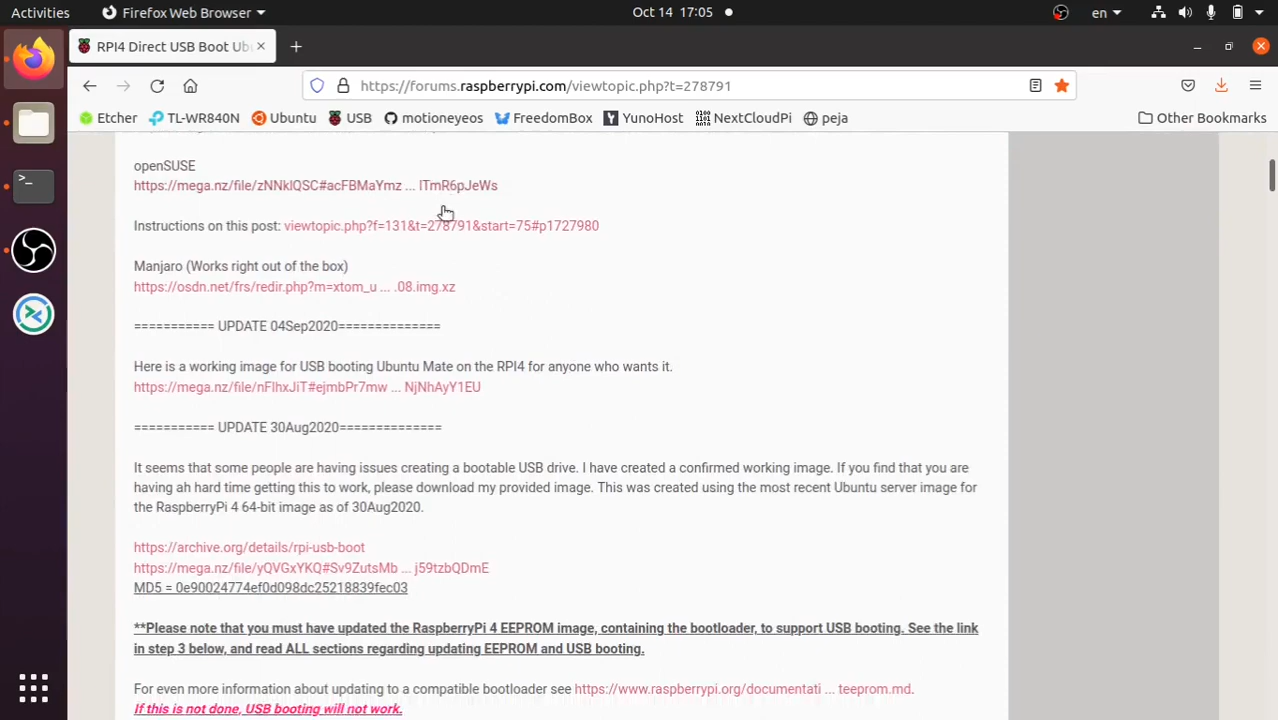 Activities
Firefox Web Browser
Oct 14 17:05
en
RPI4 Direct USB Boot Ub
https://forums.raspberrypi.com/viewtopic.php?t=278791
Etcher
TL-WR840N
Ubuntu
USB
motioneyeos
FreedomBox
YunoHost
NextCloudPi
peja
Other Bookmarks
openSUSE
https://mega.nz/file/zNNklQSC#acFBMaYmz ... lTmR6pJeWs
Instructions on this post: viewtopic.php?f=131&t=278791&start=75#p1727980
Manjaro (Works right out of the box)
https://osdn.net/frs/redir.php?m=xtom_u ... .08.img.xz
=========== UPDATE 04Sep2020==============
Here is a working image for USB booting Ubuntu Mate on the RPI4 for anyone who wants it.
https://mega.nz/file/nFlhxJiT#ejmbPr7mw ... NjNhAyY1EU
=========== UPDATE 30Aug2020==============
It seems that some people are having issues creating a bootable USB drive. I have created a confirmed working image. If you find that you are
having ah hard time getting this to work, please download my provided image. This was created using the most recent Ubuntu server image for
the RaspberryPi 4 64-bit image as of 30Aug2020.
https://archive.org/details/rpi-usb-boot
https://mega.nz/file/yQVGxYKQ#Sv9ZutsMb ... j59tzbQDmE
MD5 = 0e90024774ef0d098dc25218839fec03
**Please note that you must have updated the RaspberryPi 4 EEPROM image, containing the bootloader, to support USB booting. See the link
in step 3 below, and read ALL sections regarding updating EEPROM and USB booting.
For even more information about updating to a compatible bootloader see https://www.raspberrypi.org/documentati ... teeprom.md.
If this is not done, USB booting will not work.